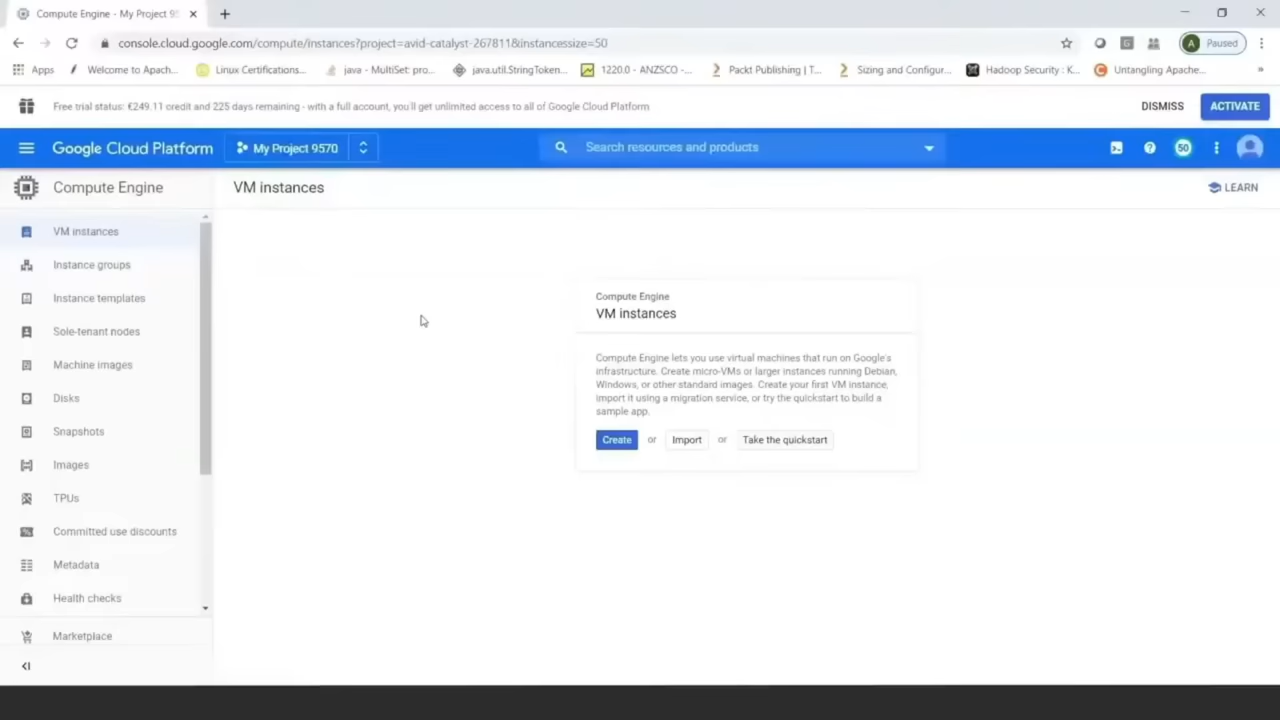 Compute Engine - My Project 95
console.cloud.google.com/compute/instances?project=avid-catalyst-267811&instancessize=50
A Paused
Apps Welcome to Apach... Linux Certifications... java - MultiSet: pro... java.util.StringToken... 1220.0 - ANZSCO -... Packt Publishing | T... Sizing and Configur... Hadoop Security : K... Untangling Apache... »
Free trial status: €249.11 credit and 225 days remaining - with a full account, you'll get unlimited access to all of Google Cloud Platform
DISMISS ACTIVATE
Google Cloud Platform My Project 9570 Search resources and products 50
Compute Engine
VM instances
LEARN
VM instances
Instance groups
Instance templates
Sole-tenant nodes
Machine images
Disks
Snapshots
Images
TPUs
Committed use discounts
Metadata
Health checks
Marketplace
Compute Engine
VM instances
Compute Engine lets you use virtual machines that run on Google's
infrastructure. Create micro-VMs or larger instances running Debian,
Windows, or other standard images. Create your first VM instance,
import it using a migration service, or try the quickstart to build a
sample app.
Create or Import or Take the quickstart